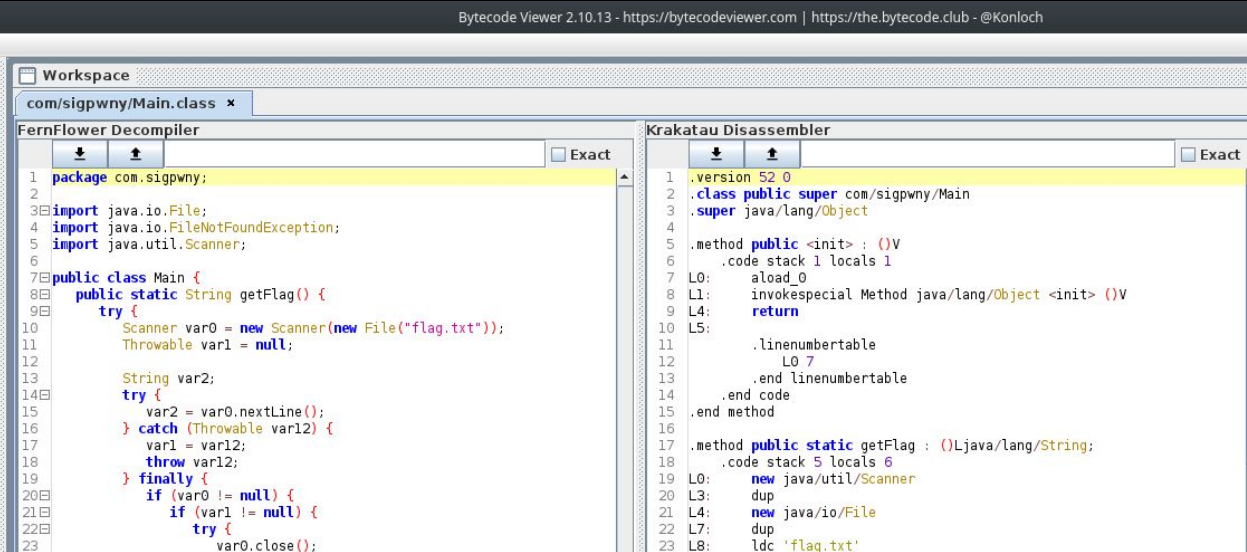 Bytecode Viewer 2.10.13 - https://bytecodeviewer.com | https://the.bytecode.club - @Konloch
Workspace
com/sigpwny/Main.class ×
FernFlower Decompiler
Exact
1 package com.sigpwny;
2
3 import java.io.File;
4 import java.io.FileNotFoundException;
5 import java.util.Scanner;
6
7 public class Main {
8 public static String getFlag() {
9 try {
10 Scanner var0 = new Scanner(new File("flag.txt"));
11 Throwable var1 = null;
12
13 String var2;
14 try {
15 var2 = var0.nextLine();
16 } catch (Throwable var12) {
17 var1 = var12;
18 throw var12;
19 } finally {
20 if (var0 != null) {
21 if (var1 != null) {
22 try {
23 var0.close();
Krakatau Disassembler
Exact
1 .version 52 0
2 .class public super com/sigpwny/Main
3 .super java/lang/Object
4
5 .method public <init> : ()V
6 .code stack 1 locals 1
7 L0: aload_0
8 L1: invokespecial Method java/lang/Object <init> ()V
9 L4: return
10 L5:
11 .linenumbertable
12 L0 7
13 .end linenumbertable
14 .end code
15 .end method
16
17 .method public static getFlag : ()Ljava/lang/String;
18 .code stack 5 locals 6
19 L0: new java/util/Scanner
20 L3: dup
21 L4: new java/io/File
22 L7: dup
23 L8: ldc 'flag.txt'